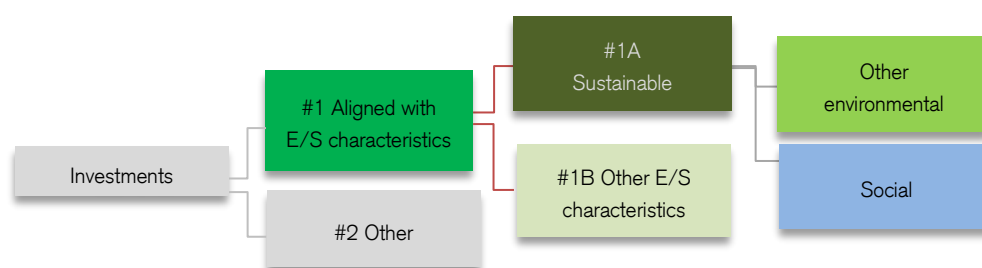 Investments
#1 Aligned with
E/S characteristics
#2 Other
#1A
Sustainable
#1B Other E/S
characteristics
Other
environmental
Social